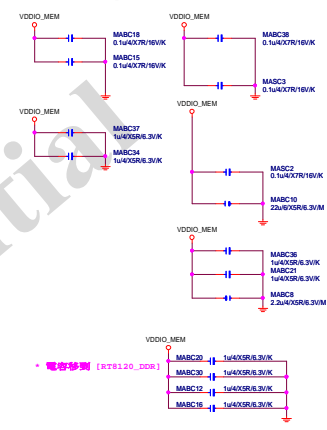 VDDIO_MEM
MABC18
0.1u/4/X7R/16V/K
MABC15
0.1u/4/X7R/16V/K
VDDIO_MEM
MABC38
0.1u/4/X7R/16V/K
MASC3
0.1u/4/X7R/16V/K
VDDIO_MEM
MABC37
1u/4/X5R/6.3V/K
MABC34
1u/4/X5R/6.3V/K
VDDIO_MEM
MASC2
0.1u/4/X7R/16V/K
MABC10
22u/6/X5R/6.3V/M
VDDIO_MEM
MABC36
1u/4/X5R/6.3V/K
MABC21
1u/4/X5R/6.3V/K
MABC8
2.2u/4/X5R/6.3V/M
VDDIO_MEM
* 電容移到 [RT8120_DDR]
MABC20 1u/4/X5R/6.3V/K
MABC30 1u/4/X5R/6.3V/K
MABC12 1u/4/X5R/6.3V/K
MABC16 1u/4/X5R/6.3V/K
ntial